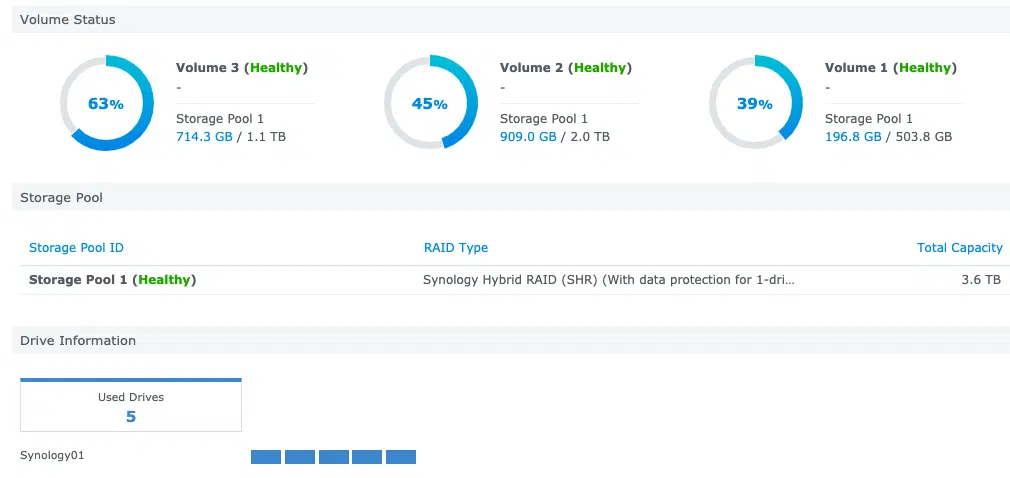 Volume Status
63%
Volume 3 (Healthy)
-
Storage Pool 1
714.3 GB / 1.1 TB
45%
Volume 2 (Healthy)
-
Storage Pool 1
909.0 GB / 2.0 TB
39%
Volume 1 (Healthy)
-
Storage Pool 1
196.8 GB / 503.8 GB
Storage Pool
Storage Pool ID RAID Type Total Capacity
Storage Pool 1 (Healthy) Synology Hybrid RAID (SHR) (With data protection for 1-dri... 3.6 TB
Drive Information
Used Drives
5
Synology01